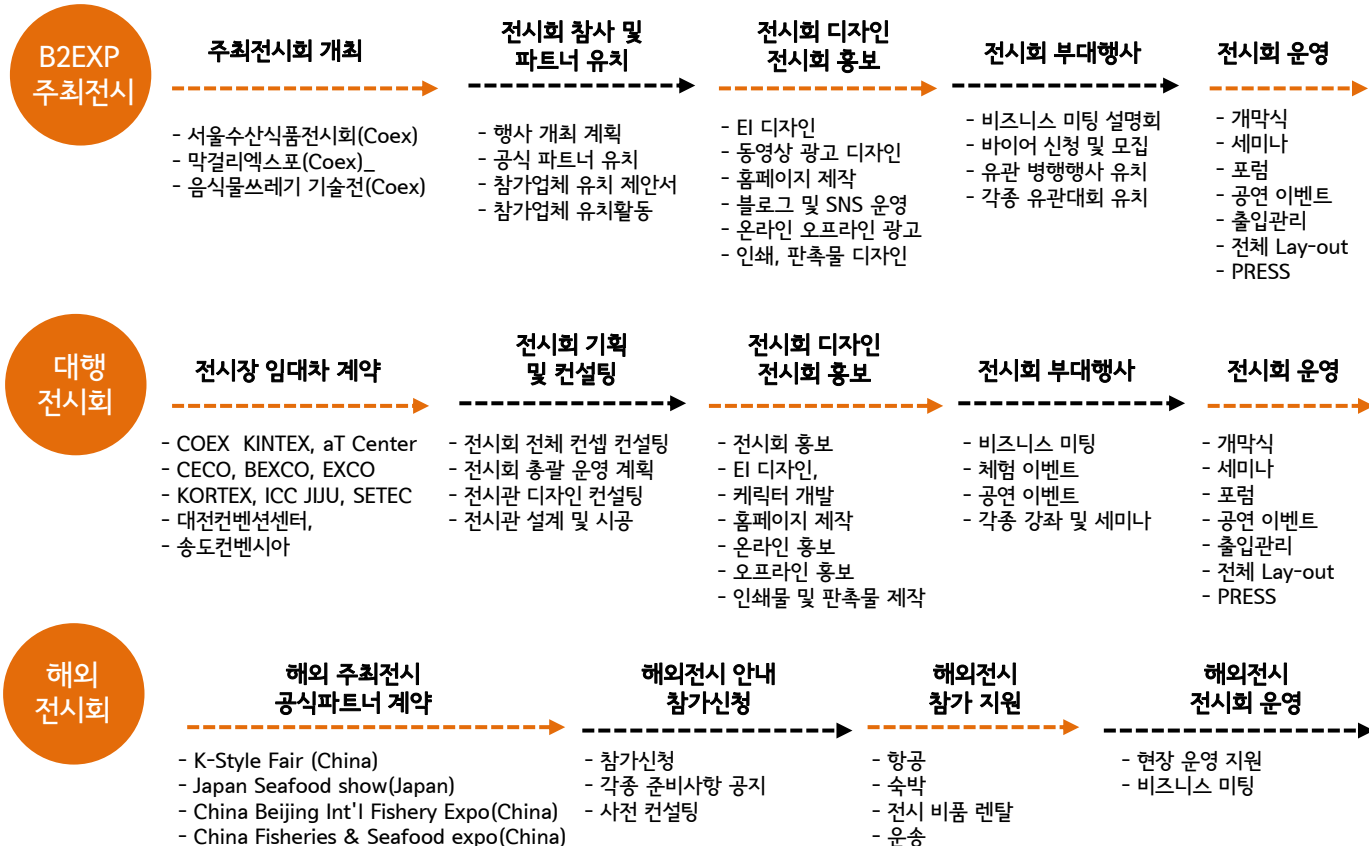 B2EXP
주최전시
주최전시회 개최
- 서울수산식품전시회(Coex)
- 막걸리엑스포(Coex)_
- 음식물쓰레기 기술전(Coex)
전시회 참사 및
파트너 유치
- 행사 개최 계획
- 공식 파트너 유치
- 참가업체 유치 제안서
- 참가업체 유치활동
전시회 디자인
전시회 홍보
- EI 디자인
- 동영상 광고 디자인
- 홈페이지 제작
- 블로그 및 SNS 운영
- 온라인 오프라인 광고
- 인쇄, 판촉물 디자인
전시회 부대행사
- 비즈니스 미팅 설명회
- 바이어 신청 및 모집
- 유관 병행행사 유치
- 각종 유관대회 유치
전시회 운영
- 개막식
- 세미나
- 포럼
- 공연 이벤트
- 출입관리
- 전체 Lay-out
- PRESS
대행
전시회
전시장 임대차 계약
- COEX KINTEX, aT Center
- CECO, BEXCO, EXCO
- KORTEX, ICC JIJU, SETEC
- 대전컨벤션센터,
- 송도컨벤시아
전시회 기획
및 컨설팅
- 전시회 전체 컨셉 컨설팅
- 전시회 총괄 운영 계획
- 전시관 디자인 컨설팅
- 전시관 설계 및 시공
전시회 디자인
전시회 홍보
- 전시회 홍보
- EI 디자인,
- 케릭터 개발
- 홈페이지 제작
- 온라인 홍보
- 오프라인 홍보
- 인쇄물 및 판촉물 제작
전시회 부대행사
- 비즈니스 미팅
- 체험 이벤트
- 공연 이벤트
- 각종 강좌 및 세미나
전시회 운영
- 개막식
- 세미나
- 포럼
- 공연 이벤트
- 출입관리
- 전체 Lay-out
- PRESS
해외
전시회
해외 주최전시
공식파트너 계약
- K-Style Fair (China)
- Japan Seafood show(Japan)
- China Beijing Int'l Fishery Expo(China)
- China Fisheries & Seafood expo(China)
해외전시 안내
참가신청
- 참가신청
- 각종 준비사항 공지
- 사전 컨설팅
해외전시
참가 지원
- 항공
- 숙박
- 전시 비품 렌탈
- 운송
해외전시
전시회 운영
- 현장 운영 지원
- 비즈니스 미팅